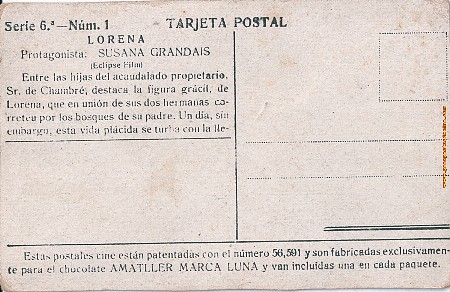 Serie 6.ª—Núm. 1 - TARJETA POSTAL
LORENA
Protagonista: SUSANA GRANDAIS
(Eclipse Film)
Entre las hijas del acaudalado propietario,
Sr. de Chambré, destaca la figura grácil, de
Lorena, que en unión de sus dos hermanas co-
rretea por los bosques de su padre. Un día, sin
embargo, esta vida plácida se turba con la lle-
Estas postales cine están patentadas con el número 56,591 y son fabricadas exclusivamen-
te para el chocolate AMATLLER MARCA LUNA y van incluídas una en cada paquete.